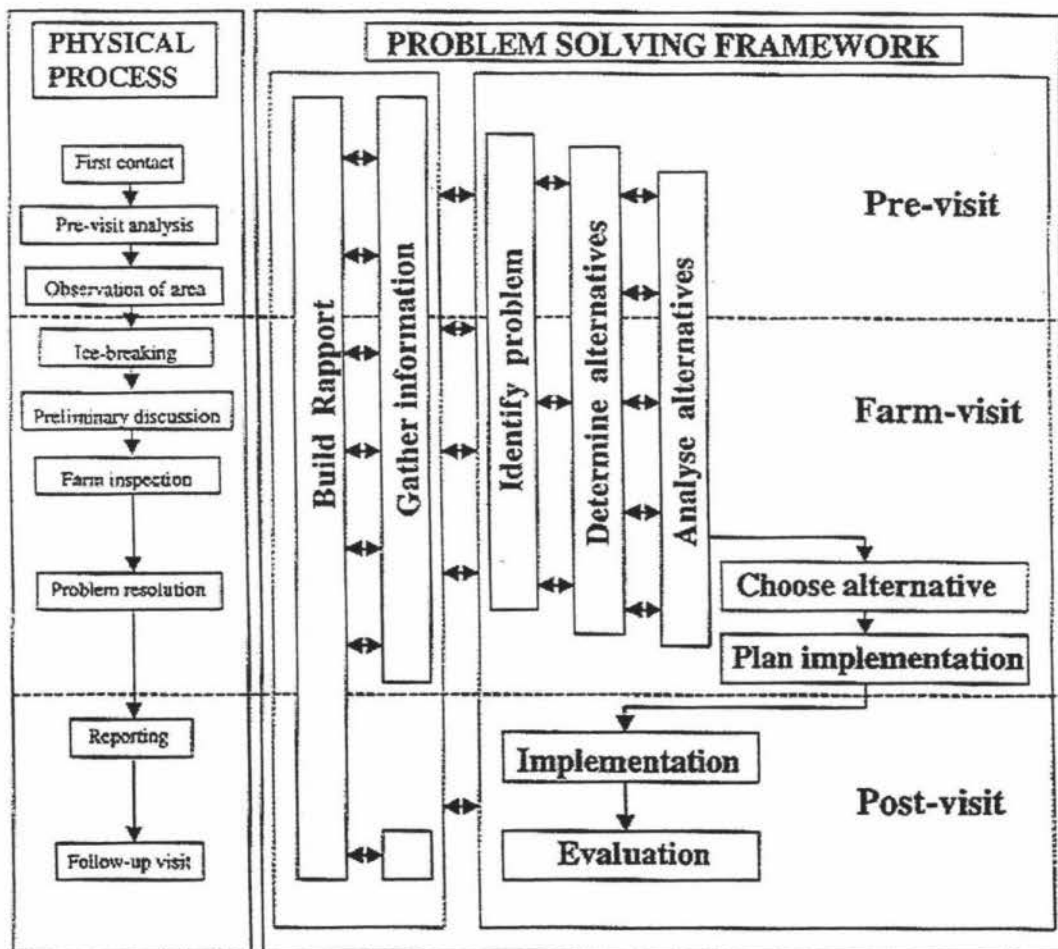 PHYSICAL
PROCESS
First contact
Pre-visit analysis
Observation of area
Ice-breaking
Preliminary discussion
Farm inspection
Problem resolution
Reporting
Follow-up visit
PROBLEM SOLVING FRAMEWORK
Build Rapport
Gather information
Identify problem
Determine alternatives
Analyse alternatives
Pre-visit
Farm-visit
Choose alternative
Plan implementation
Implementation
Evaluation
Post-visit